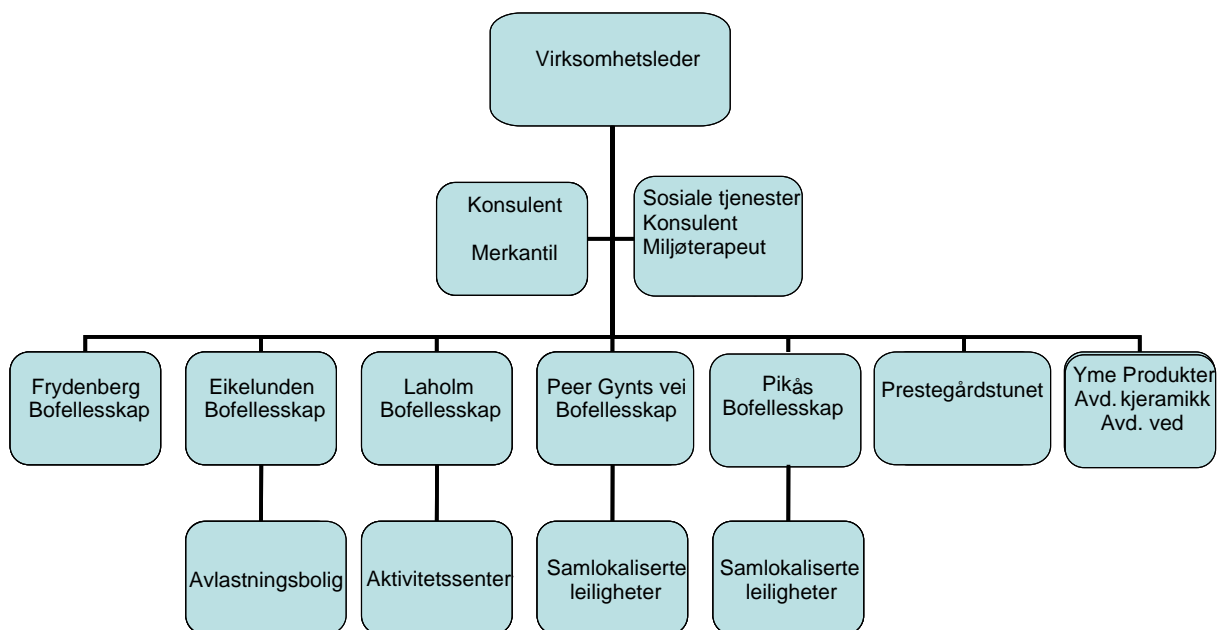 Virksomhetsleder
Konsulent
Merkantil
Sosiale tjenester
Konsulent
Miljøterapeut
Frydenberg
Bofellesskap
Eikelunden
Bofellesskap
Laholm
Bofellesskap
Peer Gynts vei
Bofellesskap
Pikås
Bofellesskap
Prestegårdstunet
Yme Produkter
Avd. kjeramikk
Avd. ved
Avlastningsbolig
Aktivitetssenter
Samlokaliserte
leiligheter
Samlokaliserte
leiligheter